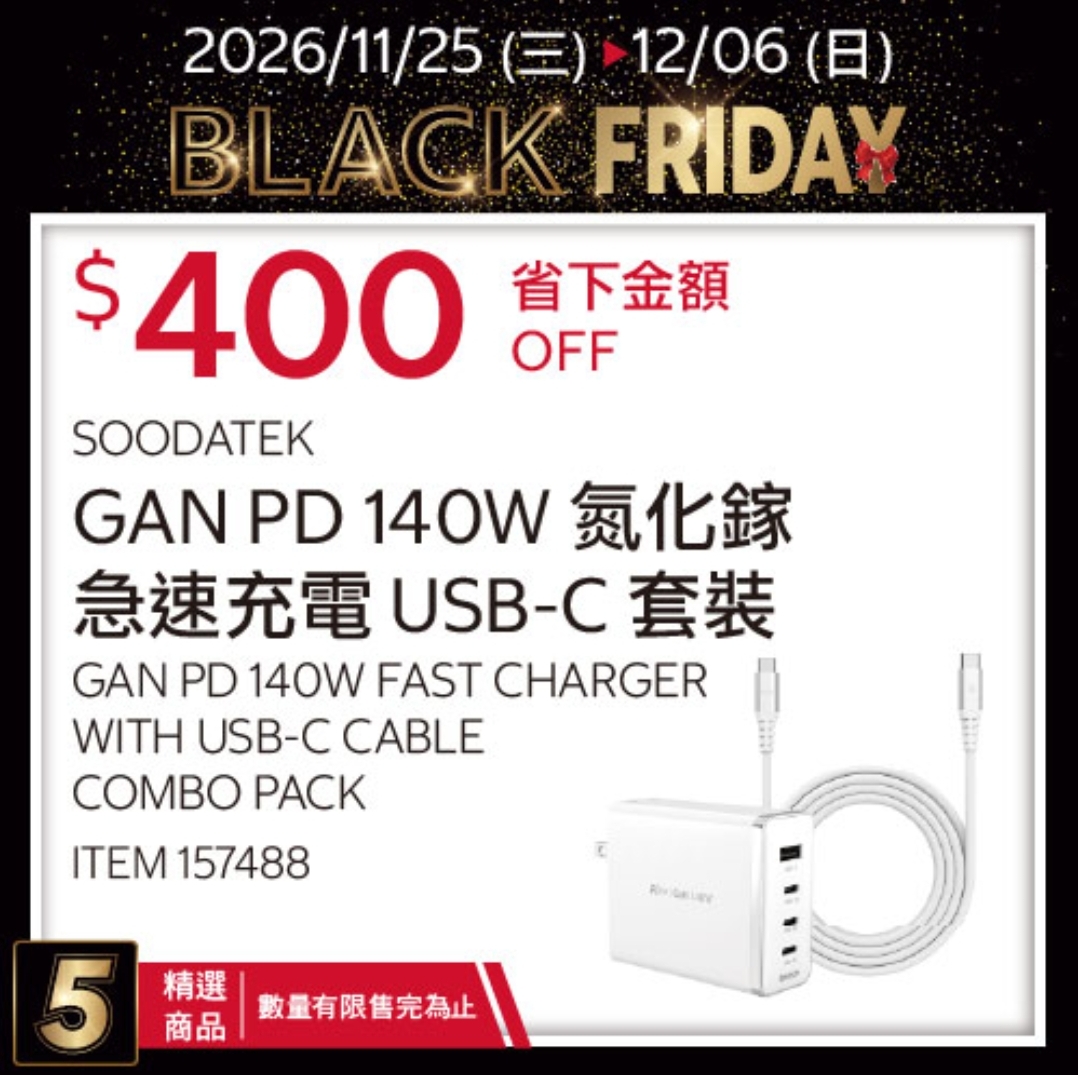 2026/11/25 (三)▶12/06 (日)
BLACK FRIDAY
$400 省下金額
OFF
SOODATEK
GAN PD 140W 氮化鎵
急速充電 USB-C 套裝
GAN PD 140W FAST CHARGER
WITH USB-C CABLE
COMBO PACK
ITEM 157488
5
精選
商品
數量有限售完為止